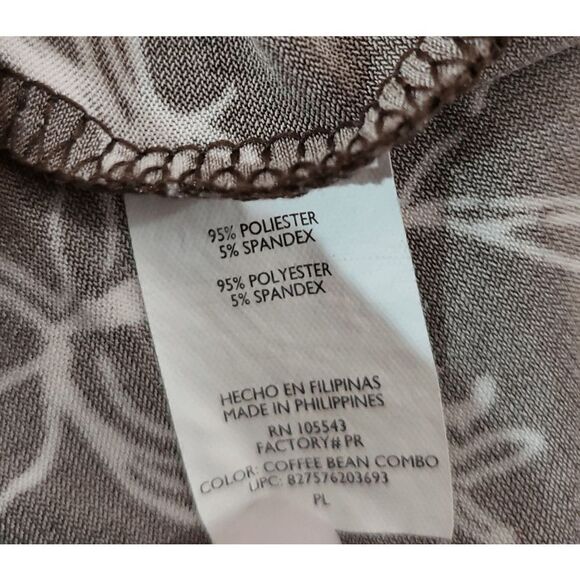 95% POLIESTER
5% SPANDEX
95% POLYESTER
5% SPANDEX
HECHO EN FILIPINAS
MADE IN PHILIPPINES
RN 105543
FACTORY# PR
COLOR: COFFEE BEAN COMBO
UPC: 827576203693
PL